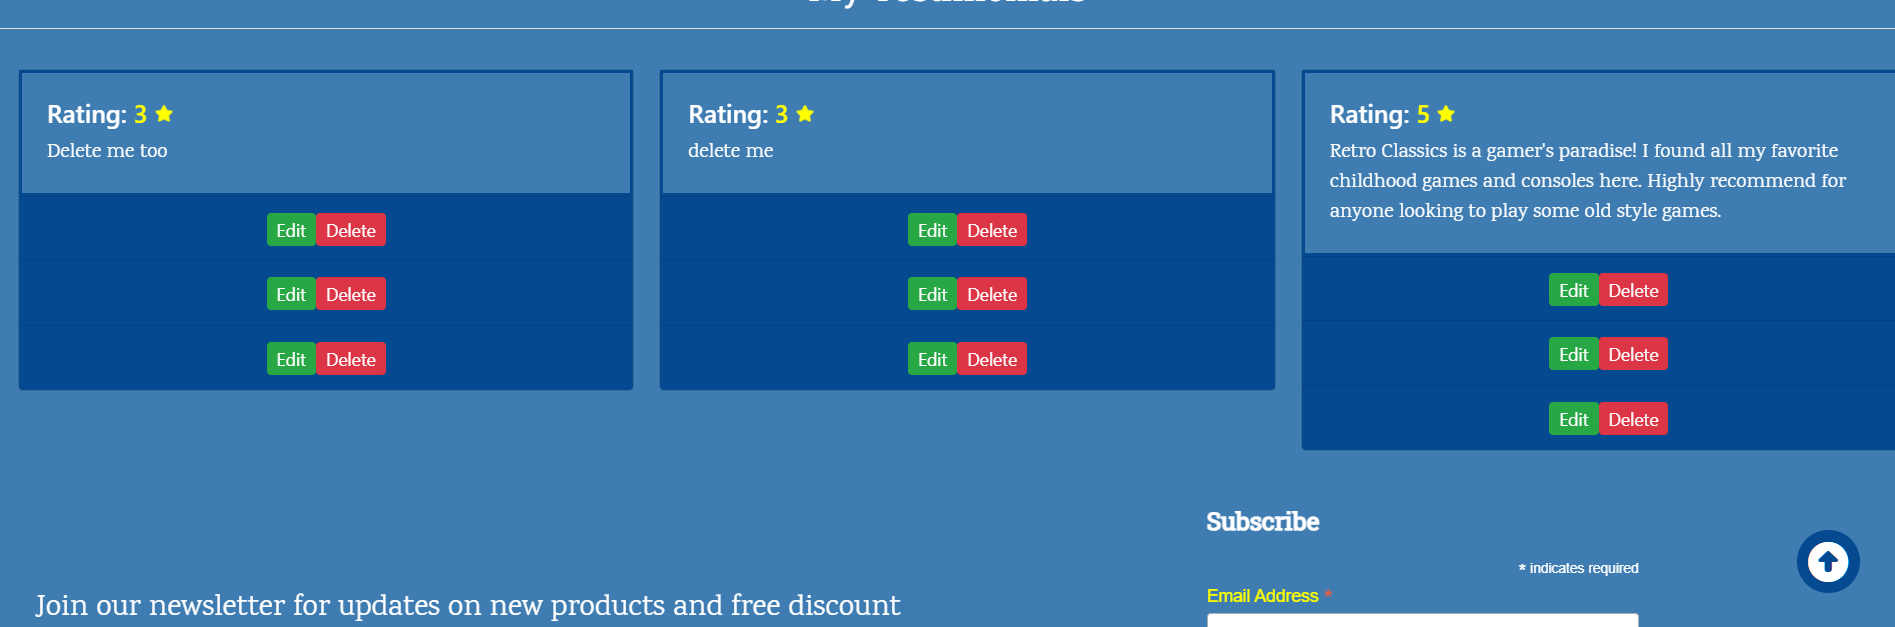 My Testimonials
Rating: 3
Delete me too
Edit Delete
Edit Delete
Edit Delete
Rating: 3
delete me
Edit Delete
Edit Delete
Edit Delete
Rating: 5
Retro Classics is a gamer's paradise! I found all my favorite
childhood games and consoles here. Highly recommend for
anyone looking to play some old style games.
Edit Delete
Edit Delete
Edit Delete
Join our newsletter for updates on new products and free discount
Subscribe
* indicates required
Email Address *